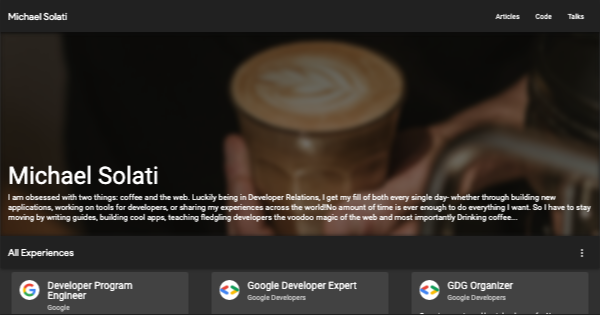 Michael Solati
Articles Code Talks
Michael Solati
I am obsessed with two things: coffee and the web. Luckily being in Developer Relations, I get my fill of both every single day- whether through building new
applications, working on tools for developers, or sharing my experiences across the world!No amount of time is ever enough to do everything I want. So I have to stay
moving by writing guides, building cool apps, teaching fledgling developers the voodoo magic of the web and most importantly Drinking coffee...
All Experiences
Developer Program
Engineer
Google
Google Developer Expert
Google Developers
GDG Organizer
Google Developers